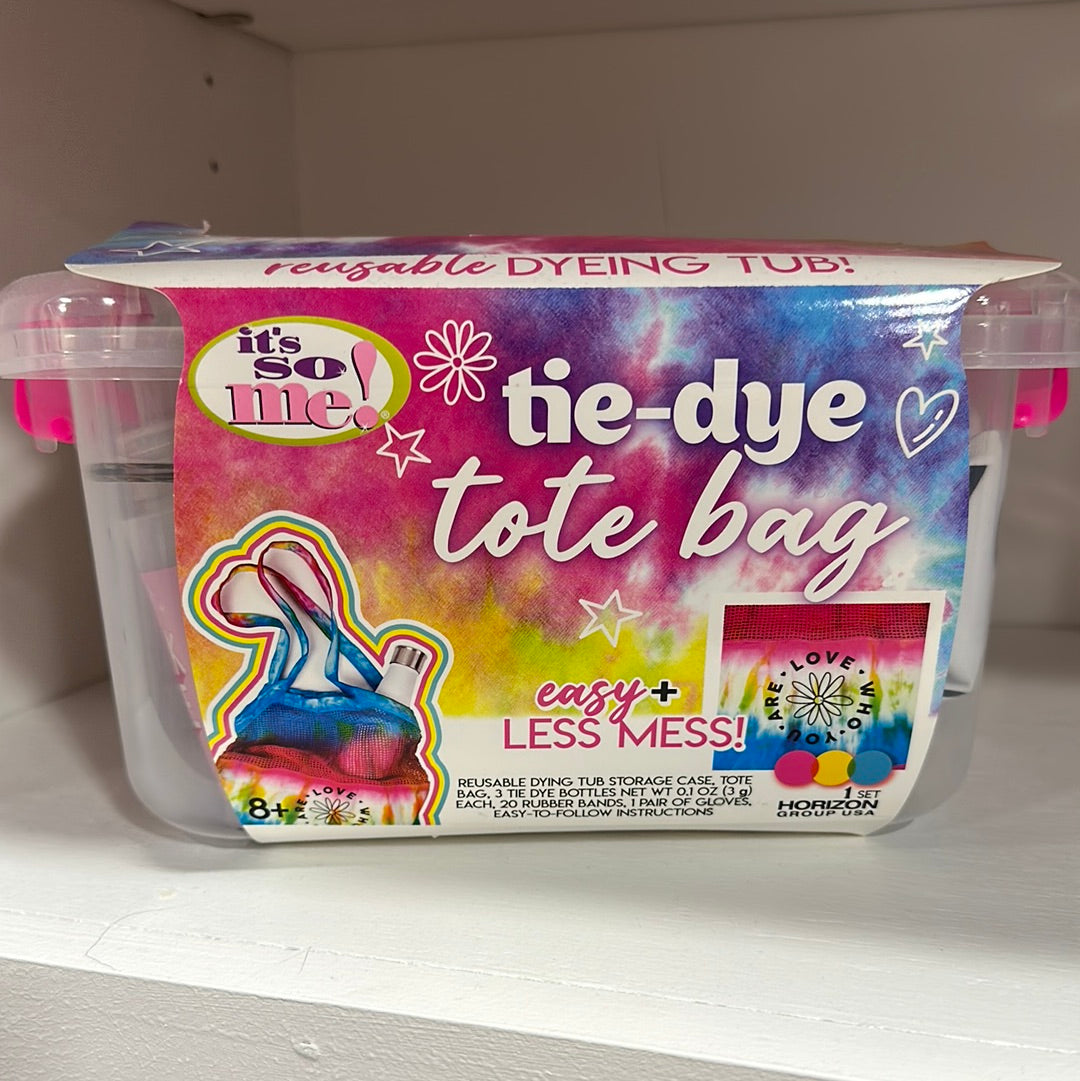 reusable DYEING TUB!
it's
so
me!®
tie-dye
tote bag
easy +
LESS MESS!
REUSABLE DYING TUB STORAGE CASE, TOTE
BAG, 3 TIE DYE BOTTLES NET WT 0.1 OZ (3 g)
EACH, 20 RUBBER BANDS, 1 PAIR OF GLOVES,
EASY-TO-FOLLOW INSTRUCTIONS
8+
ARE • LOVE • WH
LOVE • WHO • YOU • ARE •
1 SET
HORIZON
GROUP USA